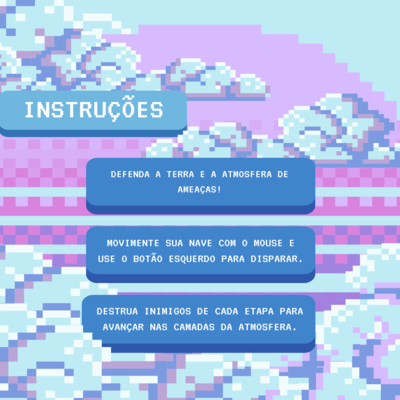 INSTRUÇÕES
DEFENDA A TERRA E A ATMOSFERA DE
AMEAÇAS!
MOVIMENTE SUA NAVE COM O MOUSE E
USE O BOTÃO ESQUERDO PARA DISPARAR.
DESTRUA INIMIGOS DE CADA ETAPA PARA
AVANÇAR NAS CAMADAS DA ATMOSFERA.